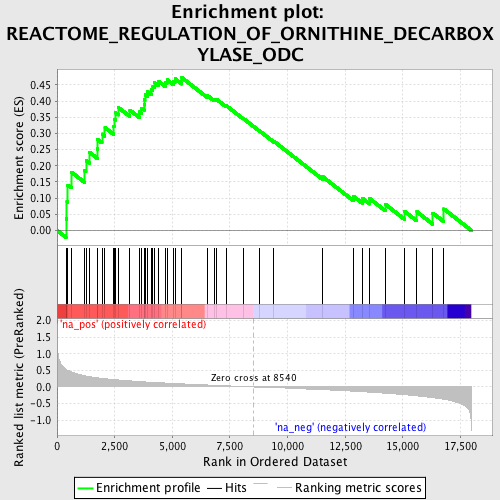 Enrichment plot:
REACTOME_REGULATION_OF_ORNITHINE_DECARBOX
YLASE_ODC
Enrichment score (ES)
0.45
0.40
0.35
0.30
0.25
0.20
0.15
0.10
0.05
0.00
Ranked list metric (PreRanked)
2.0
1.5
1.0
0.5
0.0
-0.5
-1.0
'na_pos' (positively correlated)
Zero cross at 8540
'na_neg' (negatively correlated)
0
2,500
5,000
7,500
10,000
12,500
15,000
17,500
Rank in Ordered Dataset
Enrichment profile
Hits
Ranking metric scores